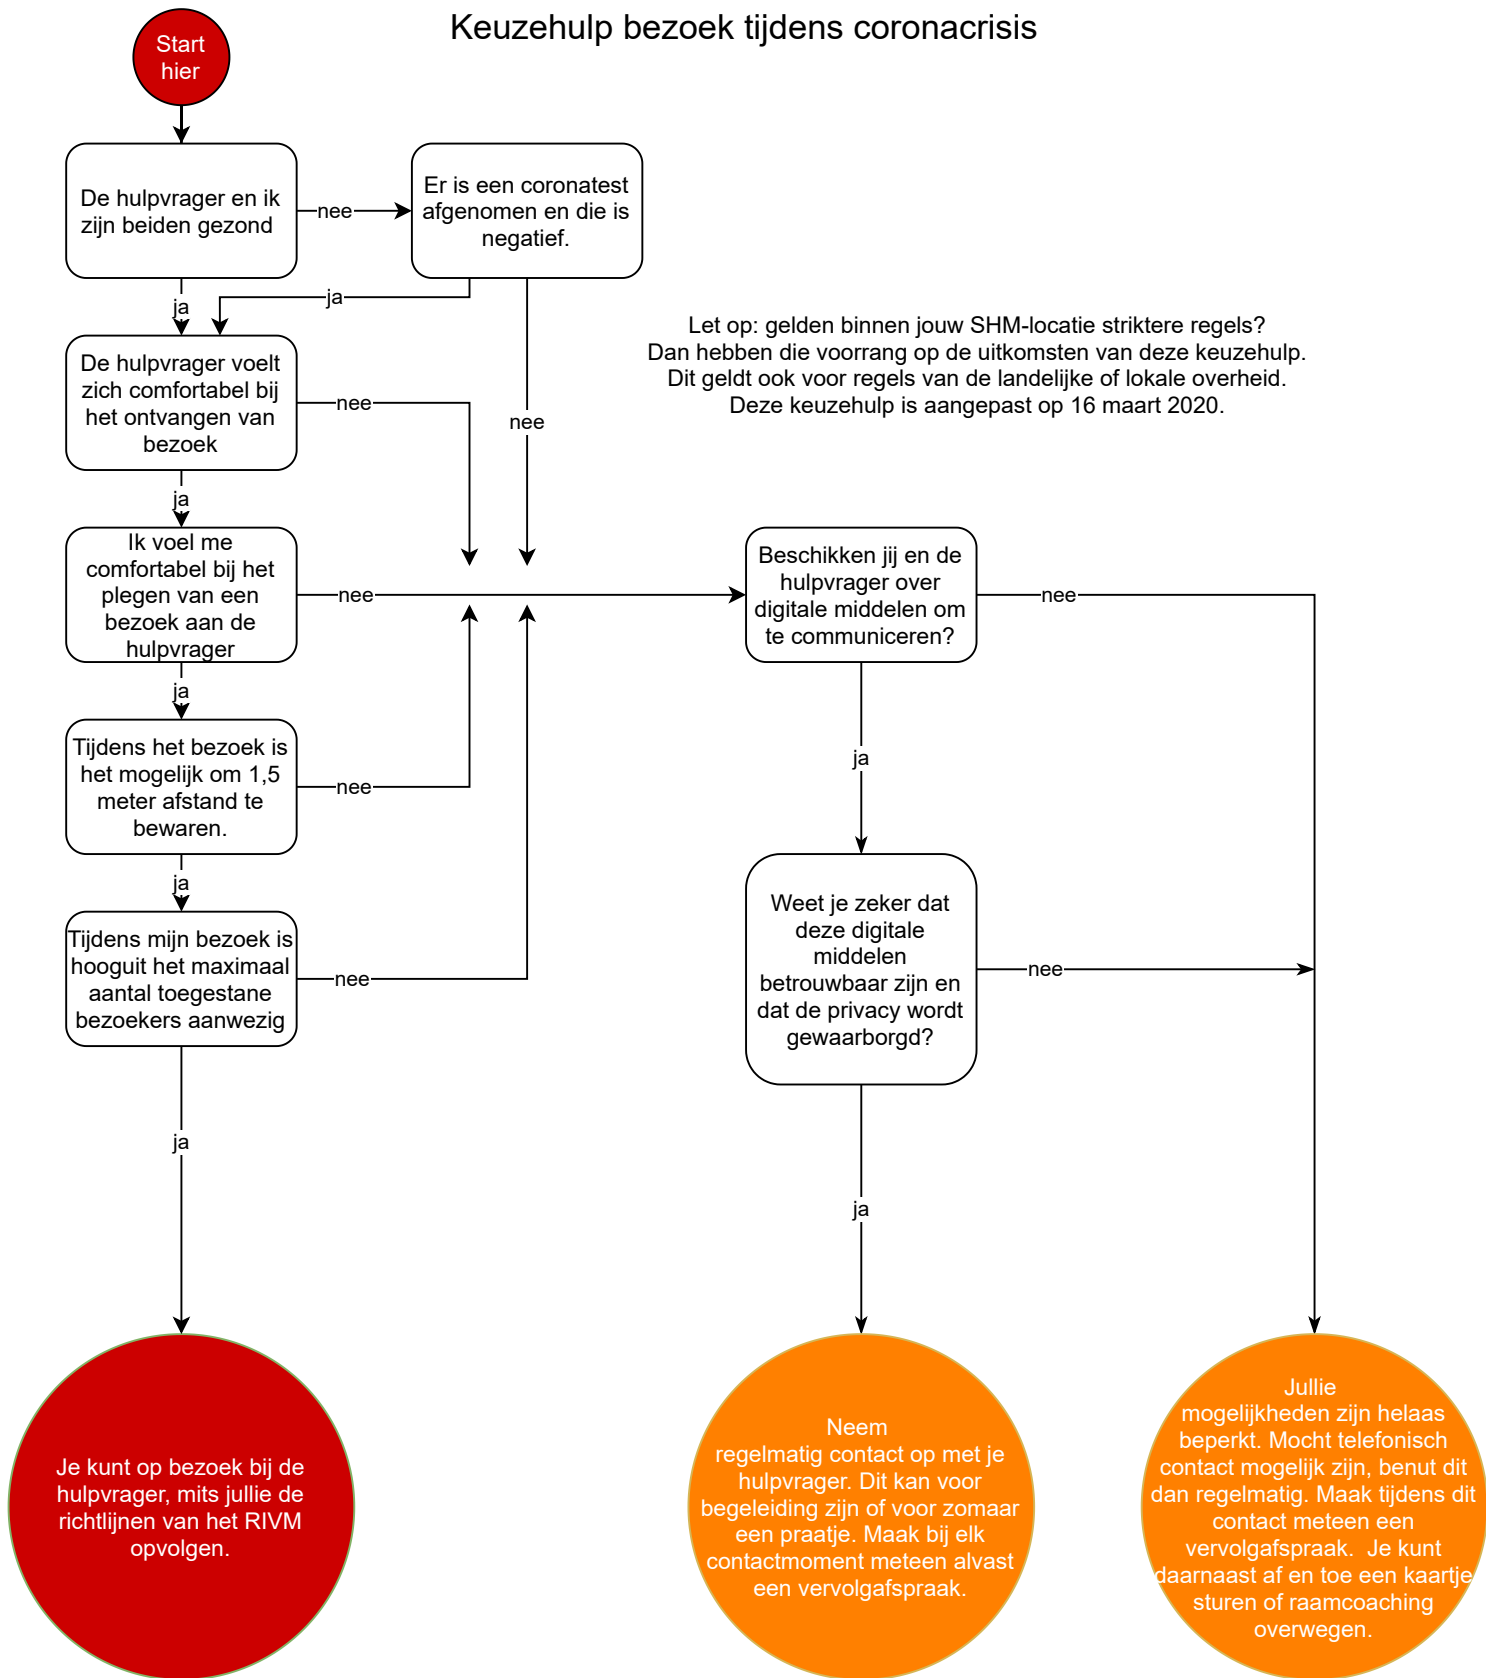 Keuzehulp bezoek tijdens coronacrisis
Start
hier
De hulpvrager en ik
zijn beiden gezond
nee
Er is een coronatest
afgenomen en die is
negatief.
ja
ja
De hulpvrager voelt
zich comfortabel bij
het ontvangen van
bezoek
nee
nee
Let op: gelden binnen jouw SHM-locatie striktere regels?
Dan hebben die voorrang op de uitkomsten van deze keuzehulp.
Dit geldt ook voor regels van de landelijke of lokale overheid.
Deze keuzehulp is aangepast op 16 maart 2020.
ja
Ik voel me
comfortabel bij het
plegen van een
bezoek aan de
hulpvrager
nee
Beschikken jij en de
hulpvrager over
digitale middelen om
te communiceren?
nee
ja
Tijdens het bezoek is
het mogelijk om 1,5
meter afstand te
bewaren.
nee
ja
ja
Tijdens mijn bezoek is
hooguit het maximaal
aantal toegestane
bezoekers aanwezig
nee
Weet je zeker dat
deze digitale
middelen
betrouwbaar zijn en
dat de privacy wordt
gewaarborgd?
nee
ja
ja
Je kunt op bezoek bij de
hulpvrager, mits jullie de
richtlijnen van het RIVM
opvolgen.
Neem
regelmatig contact op met je
hulpvrager. Dit kan voor
begeleiding zijn of voor zomaar
een praatje. Maak bij elk
contactmoment meteen alvast
een vervolgafspraak.
Jullie
mogelijkheden zijn helaas
beperkt. Mocht telefonisch
contact mogelijk zijn, benut dit
dan regelmatig. Maak tijdens dit
contact meteen een
vervolgafspraak.  Je kunt
daarnaast af en toe een kaartje
sturen of raamcoaching
overwegen.